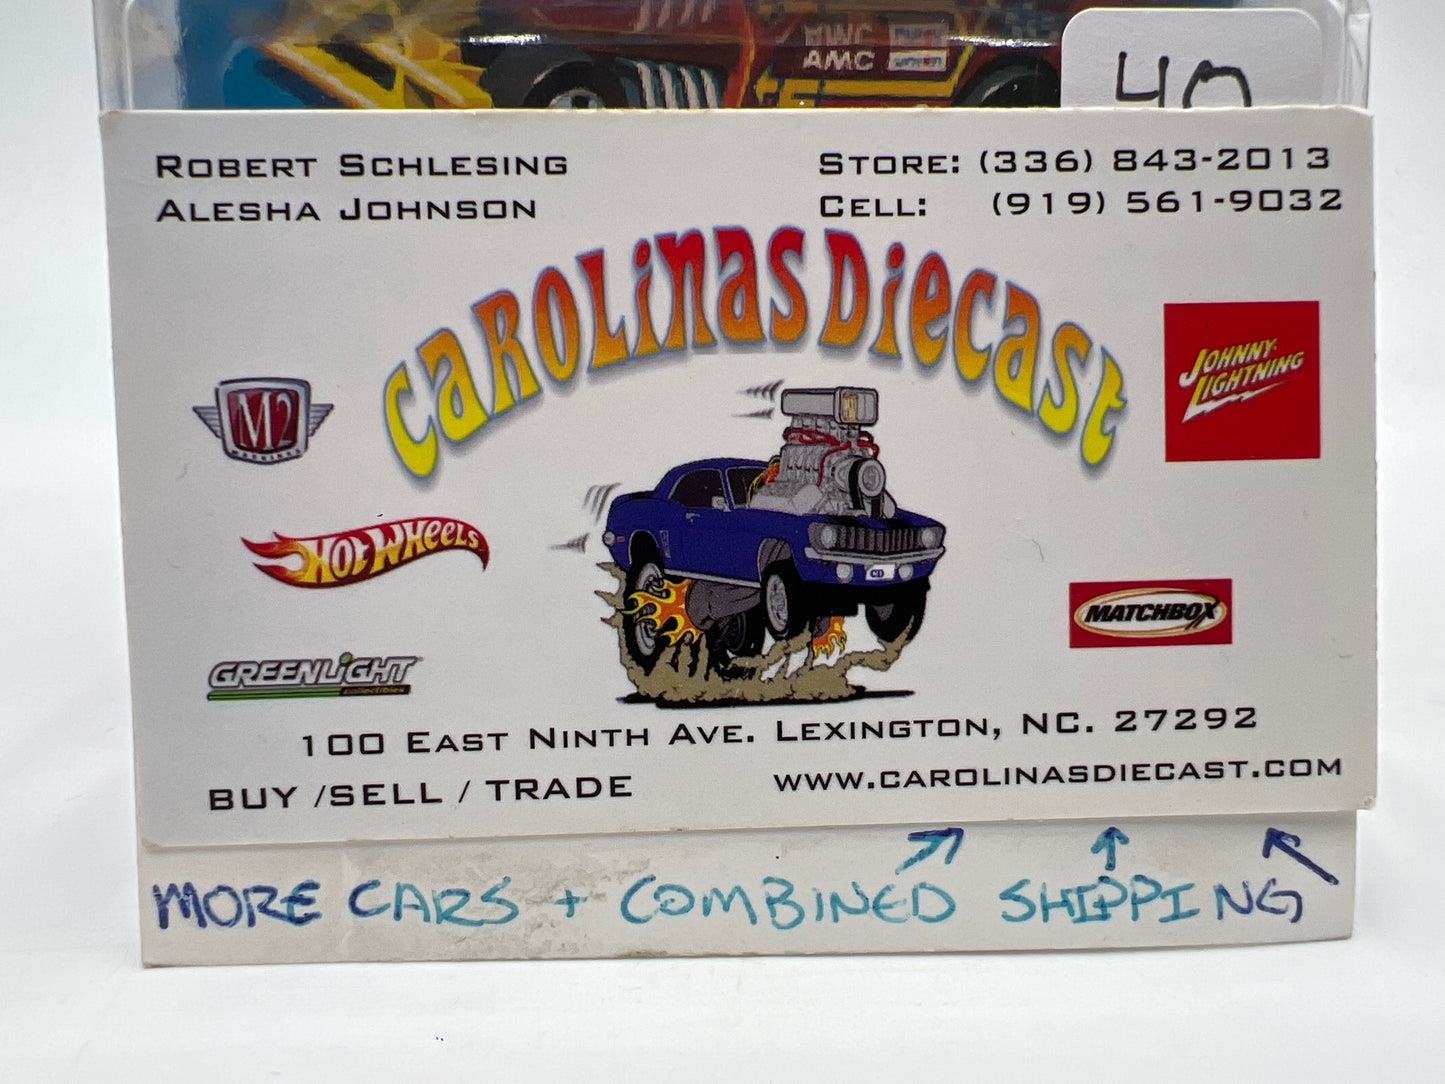 AMC
40
ROBERT SCHLESING
ALESHA JOHNSON
STORE: (336) 843-2013
CELL: (919) 561-9032
CAROLINAS DIECAST
M2
MACHINES
JOHNNY
LIGHTNING
HOT WHEELS
MATCHBOX
GREENLIGHT
collectibles
100 EAST NINTH AVE. LEXINGTON, NC. 27292
BUY /SELL / TRADE
WWW.CAROLINASDIECAST.COM
MORE CARS + COMBINED SHIPPING